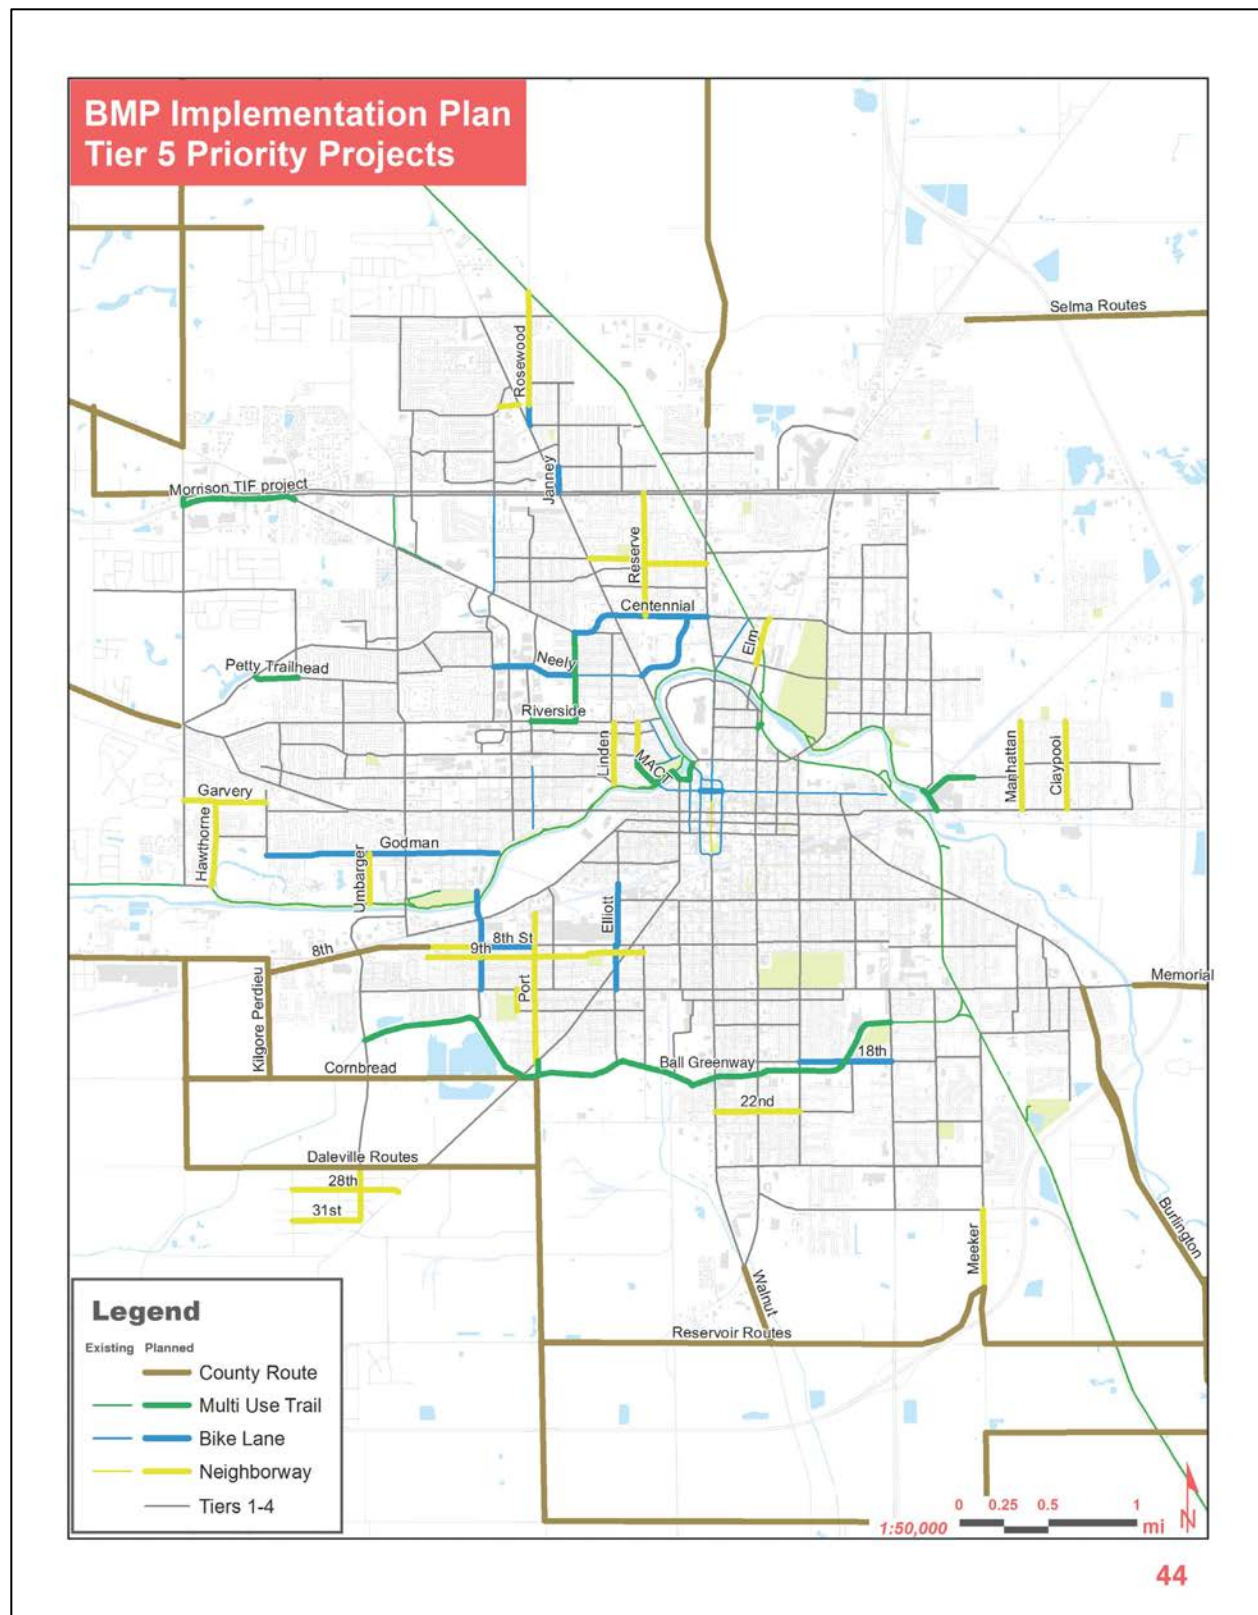 BMP Implementation Plan
Tier 5 Priority Projects
Selma Routes
Rosewood
Janney
Morrison TIF project
Reserve
Centennial
Elm
Neely
Petty Trailhead
Riverside
Linden
MACT
Manhattan
Claypool
Garvery
Hawthorne
Godman
Umbarger
Elliott
8th
8th St
9th
Port
Memorial
Kilgore Perdieu
Cornbread
Ball Greenway
18th
22nd
Daleville Routes
28th
31st
Burlington
Meeker
Walnut
Reservoir Routes
Legend
Existing Planned
County Route
Multi Use Trail
Bike Lane
Neighborway
Tiers 1-4
0 0.25 0.5 1
1:50,000
mi
N
44